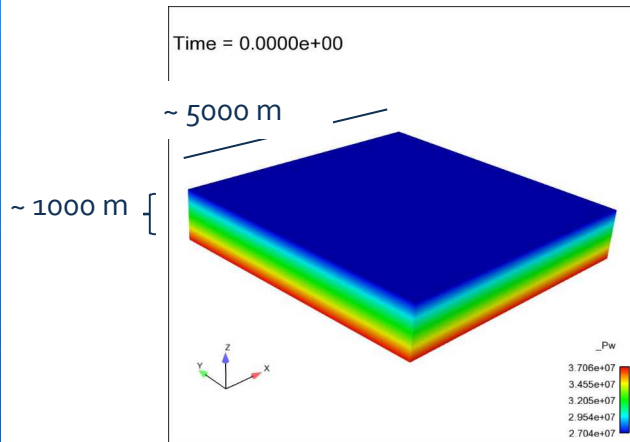 Time = 0.0000e+00
~ 5000 m
~ 1000 m
Z
Y
X
_Pw
3.706e+07
3.455e+07
3.205e+07
2.954e+07
2.704e+07